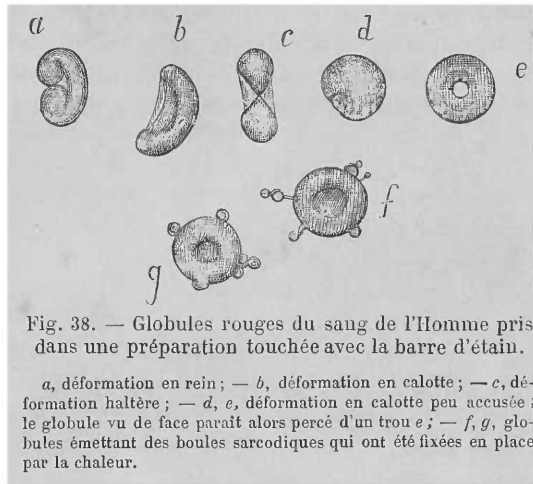 a b c d e
f
g
Fig. 38. — Globules rouges du sang de l'Homme pris
dans une préparation touchée avec la barre d'étain.
a, déformation en rein ; — b, déformation en calotte ; — c, dé-
formation haltère ; — d, e, déformation en calotte peu accusée ;
le globule vu de face parait alors percé d'un trou e ; — f, g, glo-
bules émettant des boules sarcodiques qui ont été fixées en place
par la chaleur.